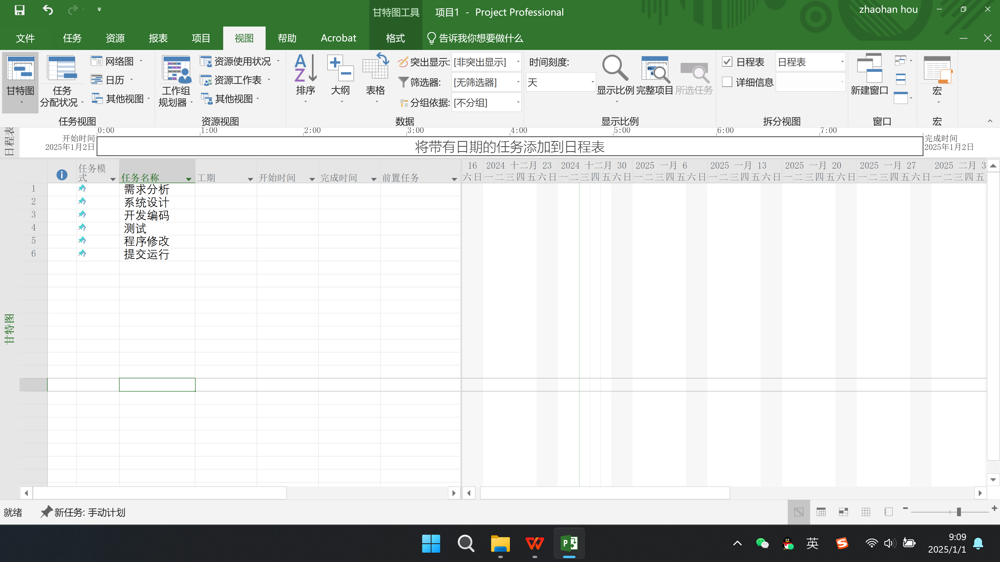 甘特图工具
项目1 - Project Professional
zhaohan hou
文件
任务
资源
报表
项目
视图
帮助
Acrobat
格式
告诉我你想要做什么
甘特图
任务
分配状况
网络图
日历
其他视图
任务视图
工作组
规划器
资源使用状况
资源工作表
其他视图
资源视图
排序
大纲
表格
突出显示: [非突出显示]
筛选器: [无筛选器]
分组依据: [不分组]
数据
时间刻度:
天
显示比例
完整项目
所选任务
显示比例
日程表
日程表
详细信息
拆分视图
新建窗口
窗口
宏
宏
日程表
0:00 1:00 2:00 3:00 4:00 5:00 6:00 7:00
开始时间
2025年1月2日
将带有日期的任务添加到日程表
完成时间
2025年1月2日
任务模
式
任务名称
工期
开始时间
完成时间
前置任务
16 2024 十二月 23 2024 十二月 30 2025 一月 6 2025 一月 13 2025 一月 20 2025 一月 27 2025 二月 3
六日一二三四五六日一二三四五六日一二三四五六日一二三四五六日一二三四五六日一二三四五六日一二三四五
1 需求分析
2 系统设计
3 开发编码
4 测试
5 程序修改
6 提交运行
甘特图
就绪
新任务: 手动计划
英
9:09
2025/1/1